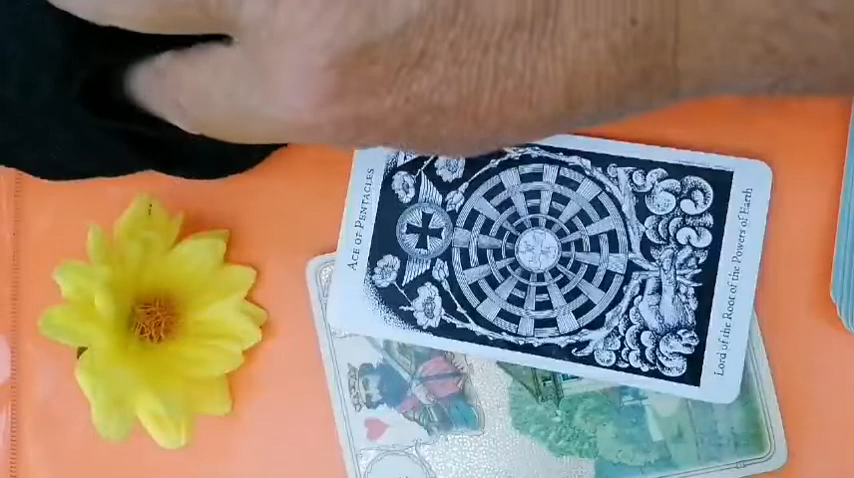 ACE OF PENTACLES
Lord of the Root of the Powers of Earth